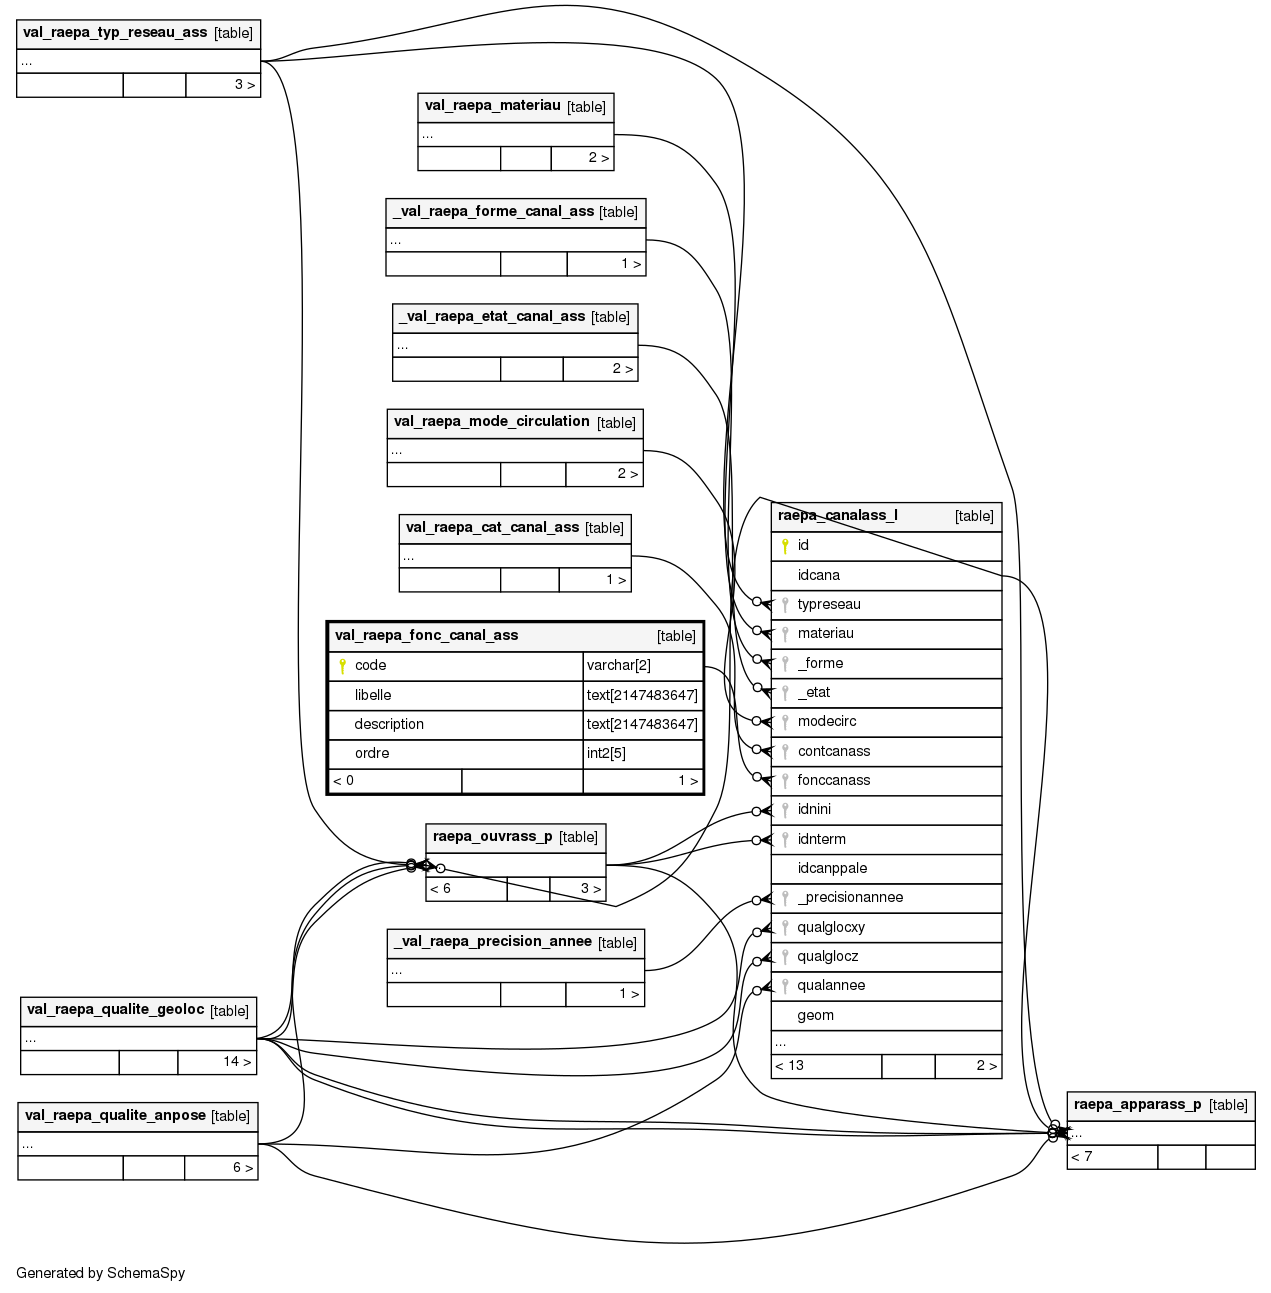 val_raepa_typ_reseau_ass [table]
...
3 >
val_raepa_materiau [table]
...
2 >
_val_raepa_forme_canal_ass [table]
...
1 >
_val_raepa_etat_canal_ass [table]
...
2 >
val_raepa_mode_circulation [table]
...
2 >
val_raepa_cat_canal_ass [table]
...
1 >
val_raepa_fonc_canal_ass [table]
code varchar[2]
libelle text[2147483647]
description text[2147483647]
ordre int2[5]
< 0 1 >
raepa_canalass_l [table]
id
idcana
typreseau
materiau
_forme
_etat
modecirc
contcanass
fonccanass
idnini
idnterm
idcanppale
_precisionannee
qualglocxy
qualglocz
qualannee
geom
...
< 13 2 >
raepa_ouvrass_p [table]
< 6 3 >
_val_raepa_precision_annee [table]
...
1 >
val_raepa_qualite_geoloc [table]
...
14 >
val_raepa_qualite_anpose [table]
...
6 >
raepa_apparass_p [table]
...
< 7
Generated by SchemaSpy